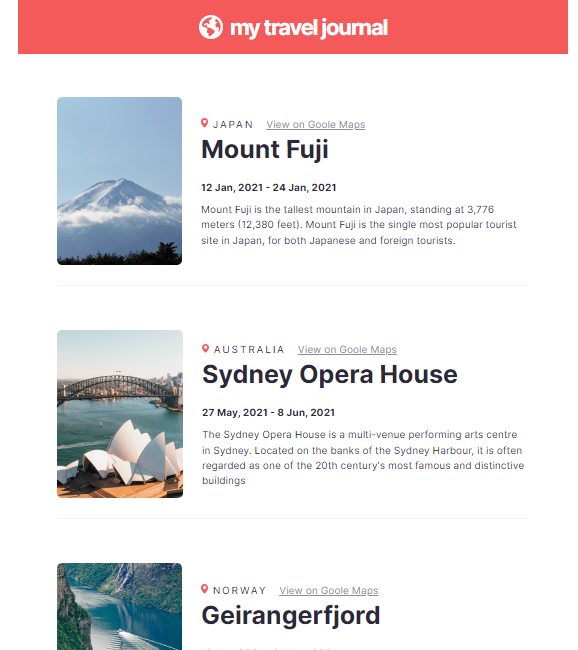 my travel journal
JAPAN View on Goole Maps
Mount Fuji
12 Jan, 2021 - 24 Jan, 2021
Mount Fuji is the tallest mountain in Japan, standing at 3,776
meters (12,380 feet). Mount Fuji is the single most popular tourist
site in Japan, for both Japanese and foreign tourists.
AUSTRALIA View on Goole Maps
Sydney Opera House
27 May, 2021 - 8 Jun, 2021
The Sydney Opera House is a multi-venue performing arts centre
in Sydney. Located on the banks of the Sydney Harbour, it is often
regarded as one of the 20th century's most famous and distinctive
buildings
NORWAY View on Goole Maps
Geirangerfjord